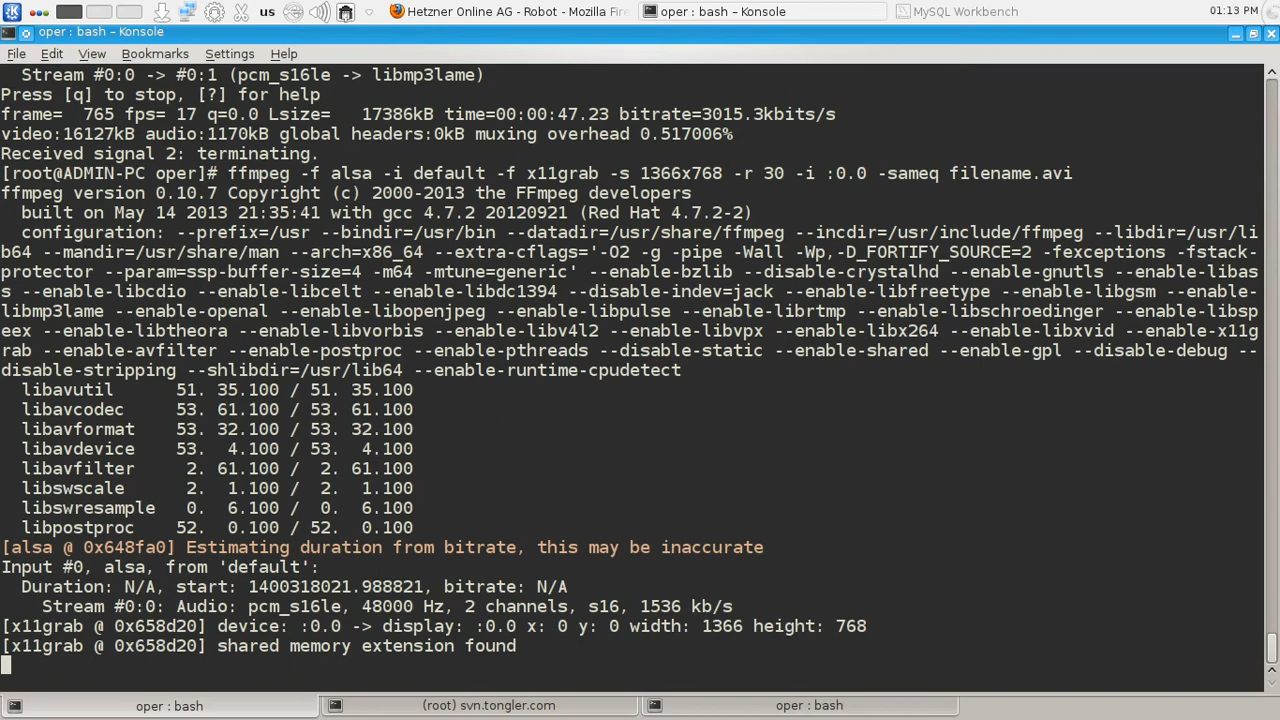 us
Hetzner Online AG - Robot - Mozilla Firef
oper : bash – Konsole
MySQL Workbench
01:13 PM
oper : bash – Konsole
File Edit View Bookmarks Settings Help
Stream #0:0 -> #0:1 (pcm_s16le -> libmp3lame)
Press [q] to stop, [?] for help
frame=  765 fps= 17 q=0.0 Lsize=   17386kB time=00:00:47.23 bitrate=3015.3kbits/s
video:16127kB audio:1170kB global headers:0kB muxing overhead 0.517006%
Received signal 2: terminating.
[root@ADMIN-PC oper]# ffmpeg -f alsa -i default -f x11grab -s 1366x768 -r 30 -i :0.0 -sameq filename.avi
ffmpeg version 0.10.7 Copyright (c) 2000-2013 the FFmpeg developers
built on May 14 2013 21:35:41 with gcc 4.7.2 20120921 (Red Hat 4.7.2-2)
configuration: --prefix=/usr --bindir=/usr/bin --datadir=/usr/share/ffmpeg --incdir=/usr/include/ffmpeg --libdir=/usr/li
b64 --mandir=/usr/share/man --arch=x86_64 --extra-cflags='-O2 -g -pipe -Wall -Wp,-D_FORTIFY_SOURCE=2 -fexceptions -fstack-
protector --param=ssp-buffer-size=4 -m64 -mtune=generic' --enable-bzlib --disable-crystalhd --enable-gnutls --enable-libas
s --enable-libcdio --enable-libcelt --enable-libdc1394 --disable-indev=jack --enable-libfreetype --enable-libgsm --enable-
libmp3lame --enable-openal --enable-libopenjpeg --enable-libpulse --enable-librtmp --enable-libschroedinger --enable-libsp
eex --enable-libtheora --enable-libvorbis --enable-libv4l2 --enable-libvpx --enable-libx264 --enable-libxvid --enable-x11g
rab --enable-avfilter --enable-postproc --enable-pthreads --disable-static --enable-shared --enable-gpl --disable-debug --
disable-stripping --shlibdir=/usr/lib64 --enable-runtime-cpudetect
libavutil      51. 35.100 / 51. 35.100
libavcodec     53. 61.100 / 53. 61.100
libavformat    53. 32.100 / 53. 32.100
libavdevice    53.  4.100 / 53.  4.100
libavfilter     2. 61.100 /  2. 61.100
libswscale      2.  1.100 /  2.  1.100
libswresample   0.  6.100 /  0.  6.100
libpostproc    52.  0.100 / 52.  0.100
[alsa @ 0x648fa0] Estimating duration from bitrate, this may be inaccurate
Input #0, alsa, from 'default':
Duration: N/A, start: 1400318021.988821, bitrate: N/A
Stream #0:0: Audio: pcm_s16le, 48000 Hz, 2 channels, s16, 1536 kb/s
[x11grab @ 0x658d20] device: :0.0 -> display: :0.0 x: 0 y: 0 width: 1366 height: 768
[x11grab @ 0x658d20] shared memory extension found
oper : bash
(root) svn.tongler.com
oper : bash